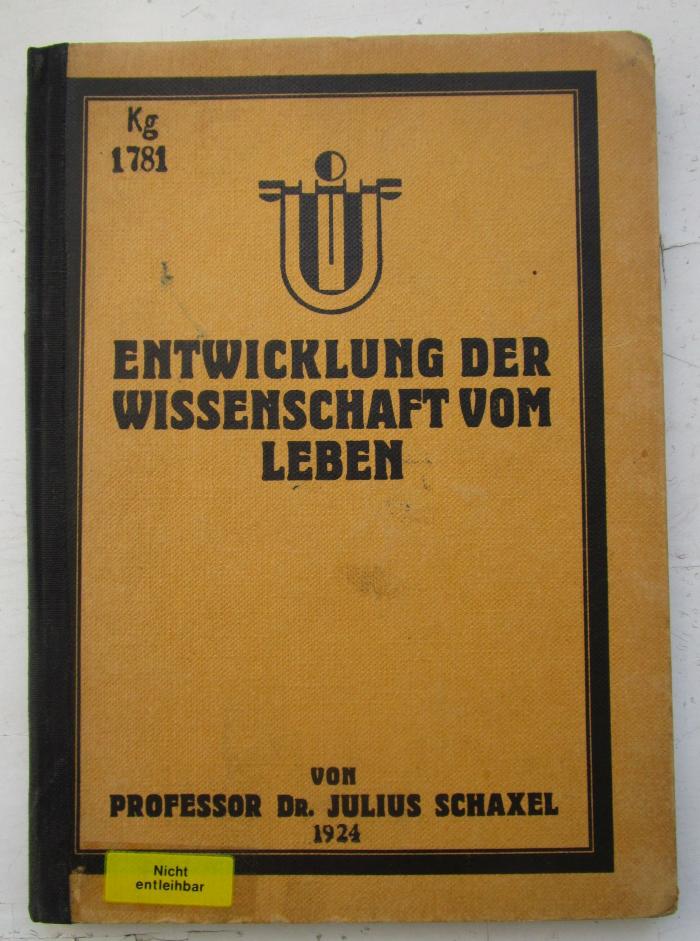 Kg
1781
ENTWICKLUNG DER
WISSENSCHAFT VOM
LEBEN
VON
PROFESSOR DR. JULIUS SCHAXEL
1924
Nicht
entleihbar